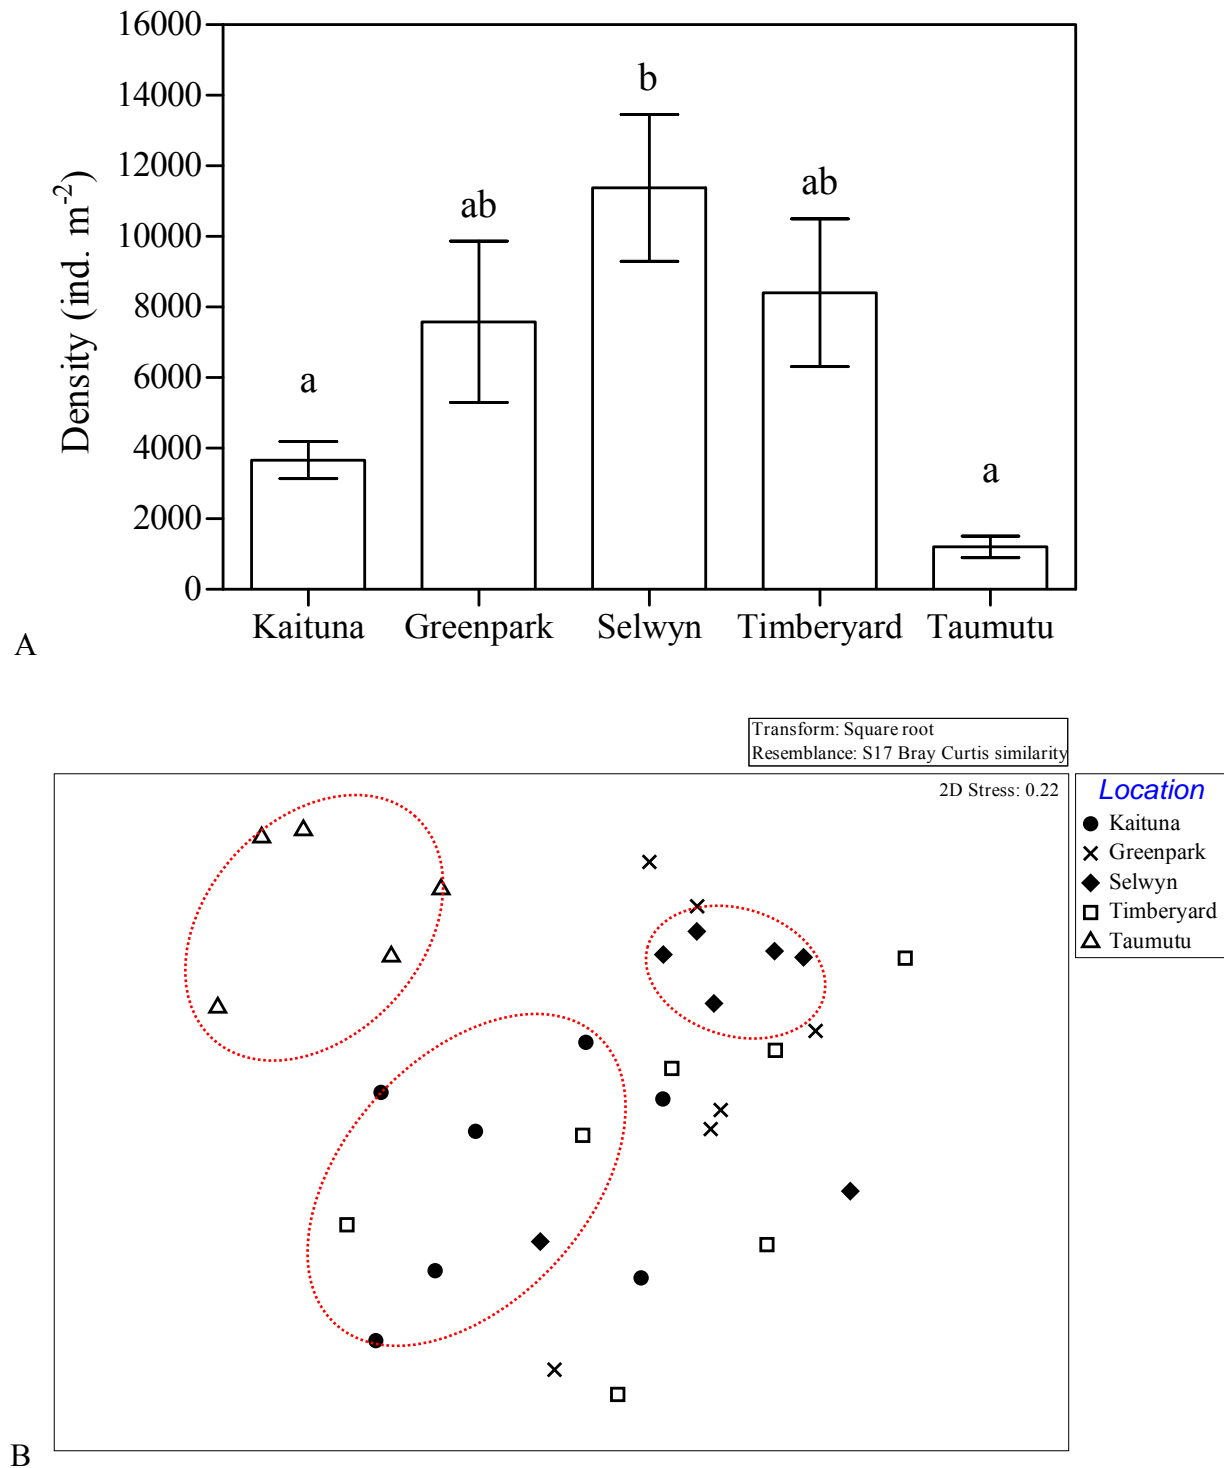 16000
14000
12000
10000
8000
6000
4000
2000
0
Density (ind. m⁻²)
a
ab
b
ab
a
Kaituna Greenpark Selwyn Timberyard Taumutu
A
Transform: Square root
Resemblance: S17 Bray Curtis similarity
2D Stress: 0.22
Location
Kaituna
Greenpark
Selwyn
Timberyard
Taumutu
B